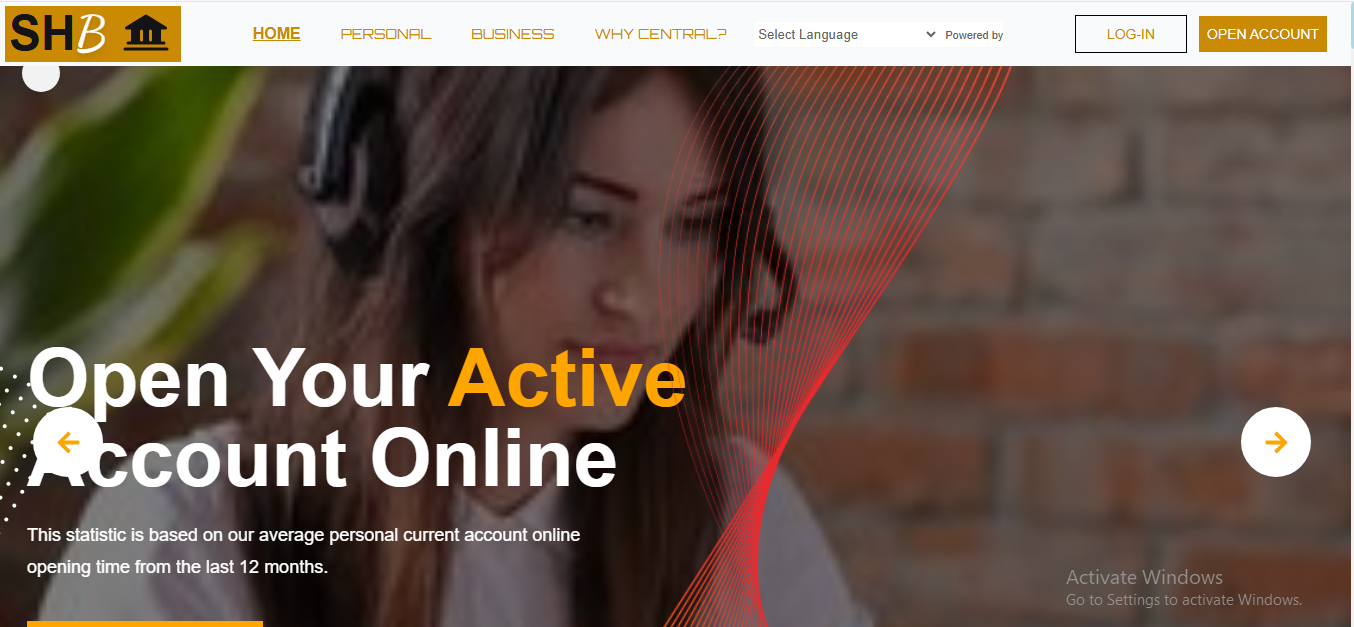 SHB
HOME
PERSONAL
BUSINESS
WHY CENTRAL?
Select Language
Powered by
LOG-IN
OPEN ACCOUNT
Open Your Active
Account Online
This statistic is based on our average personal current account online
opening time from the last 12 months.
Activate Windows
Go to Settings to activate Windows.